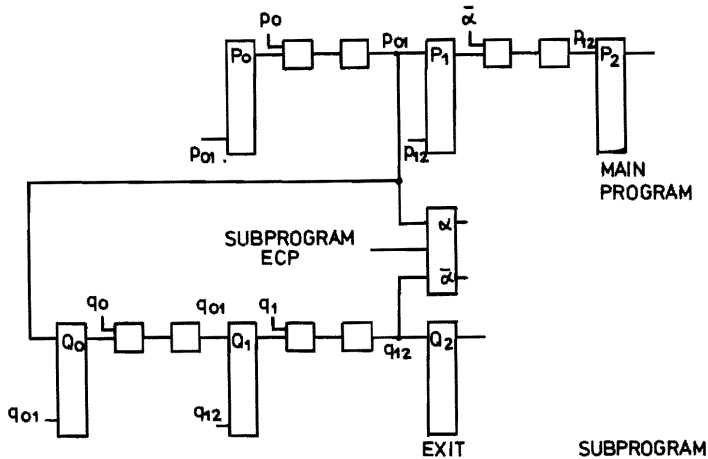 p0
ᾱ
P0
p01
P1
p12
P2
p01.
p12
MAIN
PROGRAM
SUBPROGRAM
ECP
α
ᾱ
q0
q01
q1
Q0
Q1
q12
Q2
q01
q12
EXIT
SUBPROGRAM